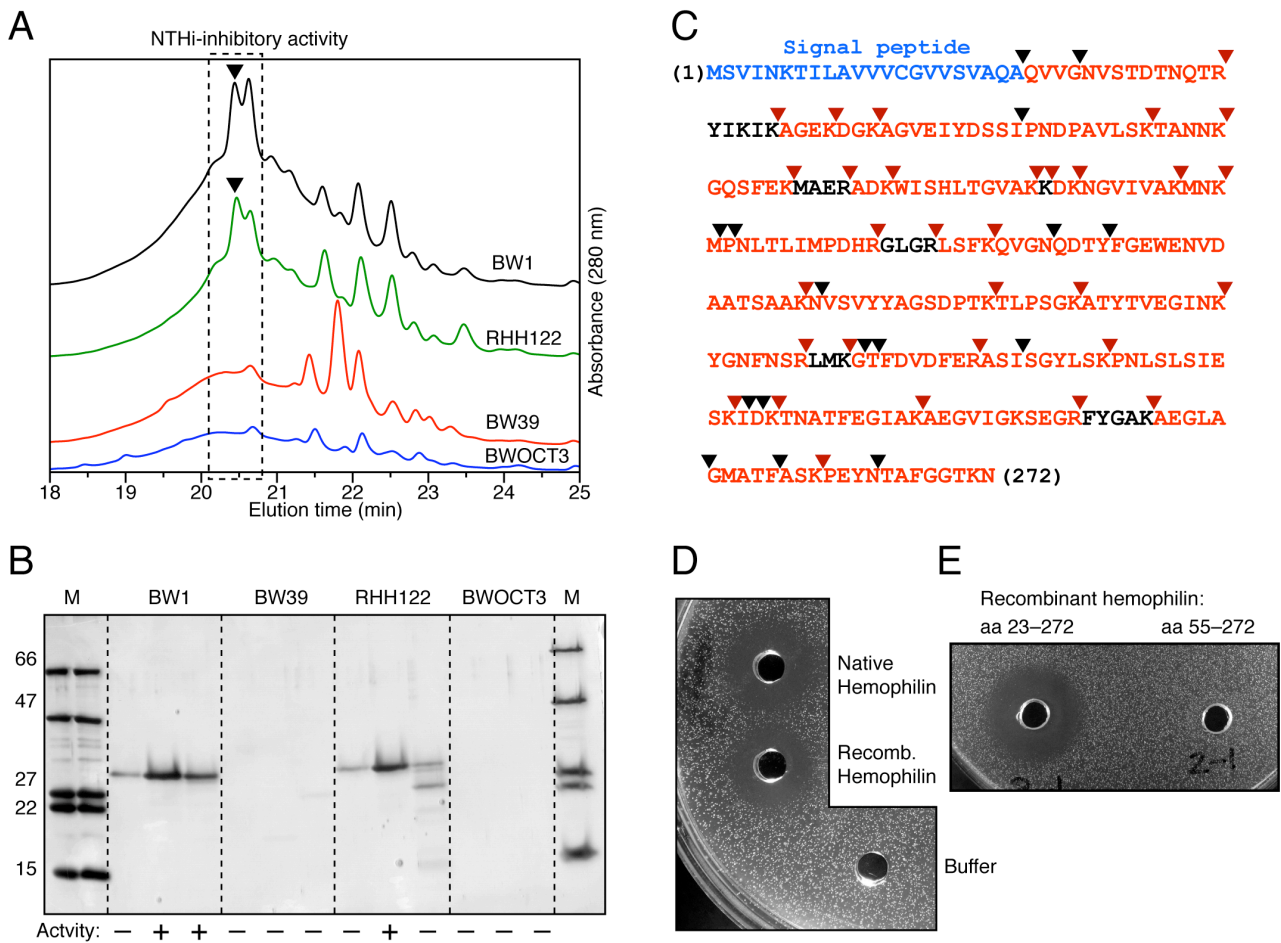 A
NTHi-inhibitory activity
BW1
RHH122
BW39
BWOCT3
Absorbance (280 nm)
18 19 20 21 22 23 24 25
Elution time (min)
B
M BW1 BW39 RHH122 BWOCT3 M
66
47
27
22
15
Actvity: – + + – – – – + – – – –
C
Signal peptide
(1)MSVINKTILAVVVCGVVSVAQAQVVGNVSTDTNQTR
YIKIKAGEKDGKAGVEIYDSSIPNDPAVLSKTANNK
GQSFEKMAERADKWISHLTGVAKKDKNGVIVAKMNK
MPNLTLIMPDHRGLGRLSFKQVGNQDTYFGEWENVD
AATSAAKNVSVYYAGSDPTKTLPSGKATYTVEGINK
YGNFNSRLMKGTFDVDFERASISGYLSKPNLSLSIE
SKIDKTNATFEGIAKAEGVIGKSEGRFYGAKAEGLA
GMATFASKPEYNTAFGGTKN (272)
D
Native
Hemophilin
Recomb.
Hemophilin
Buffer
E
Recombinant hemophilin:
aa 23–272 aa 55–272
2-1